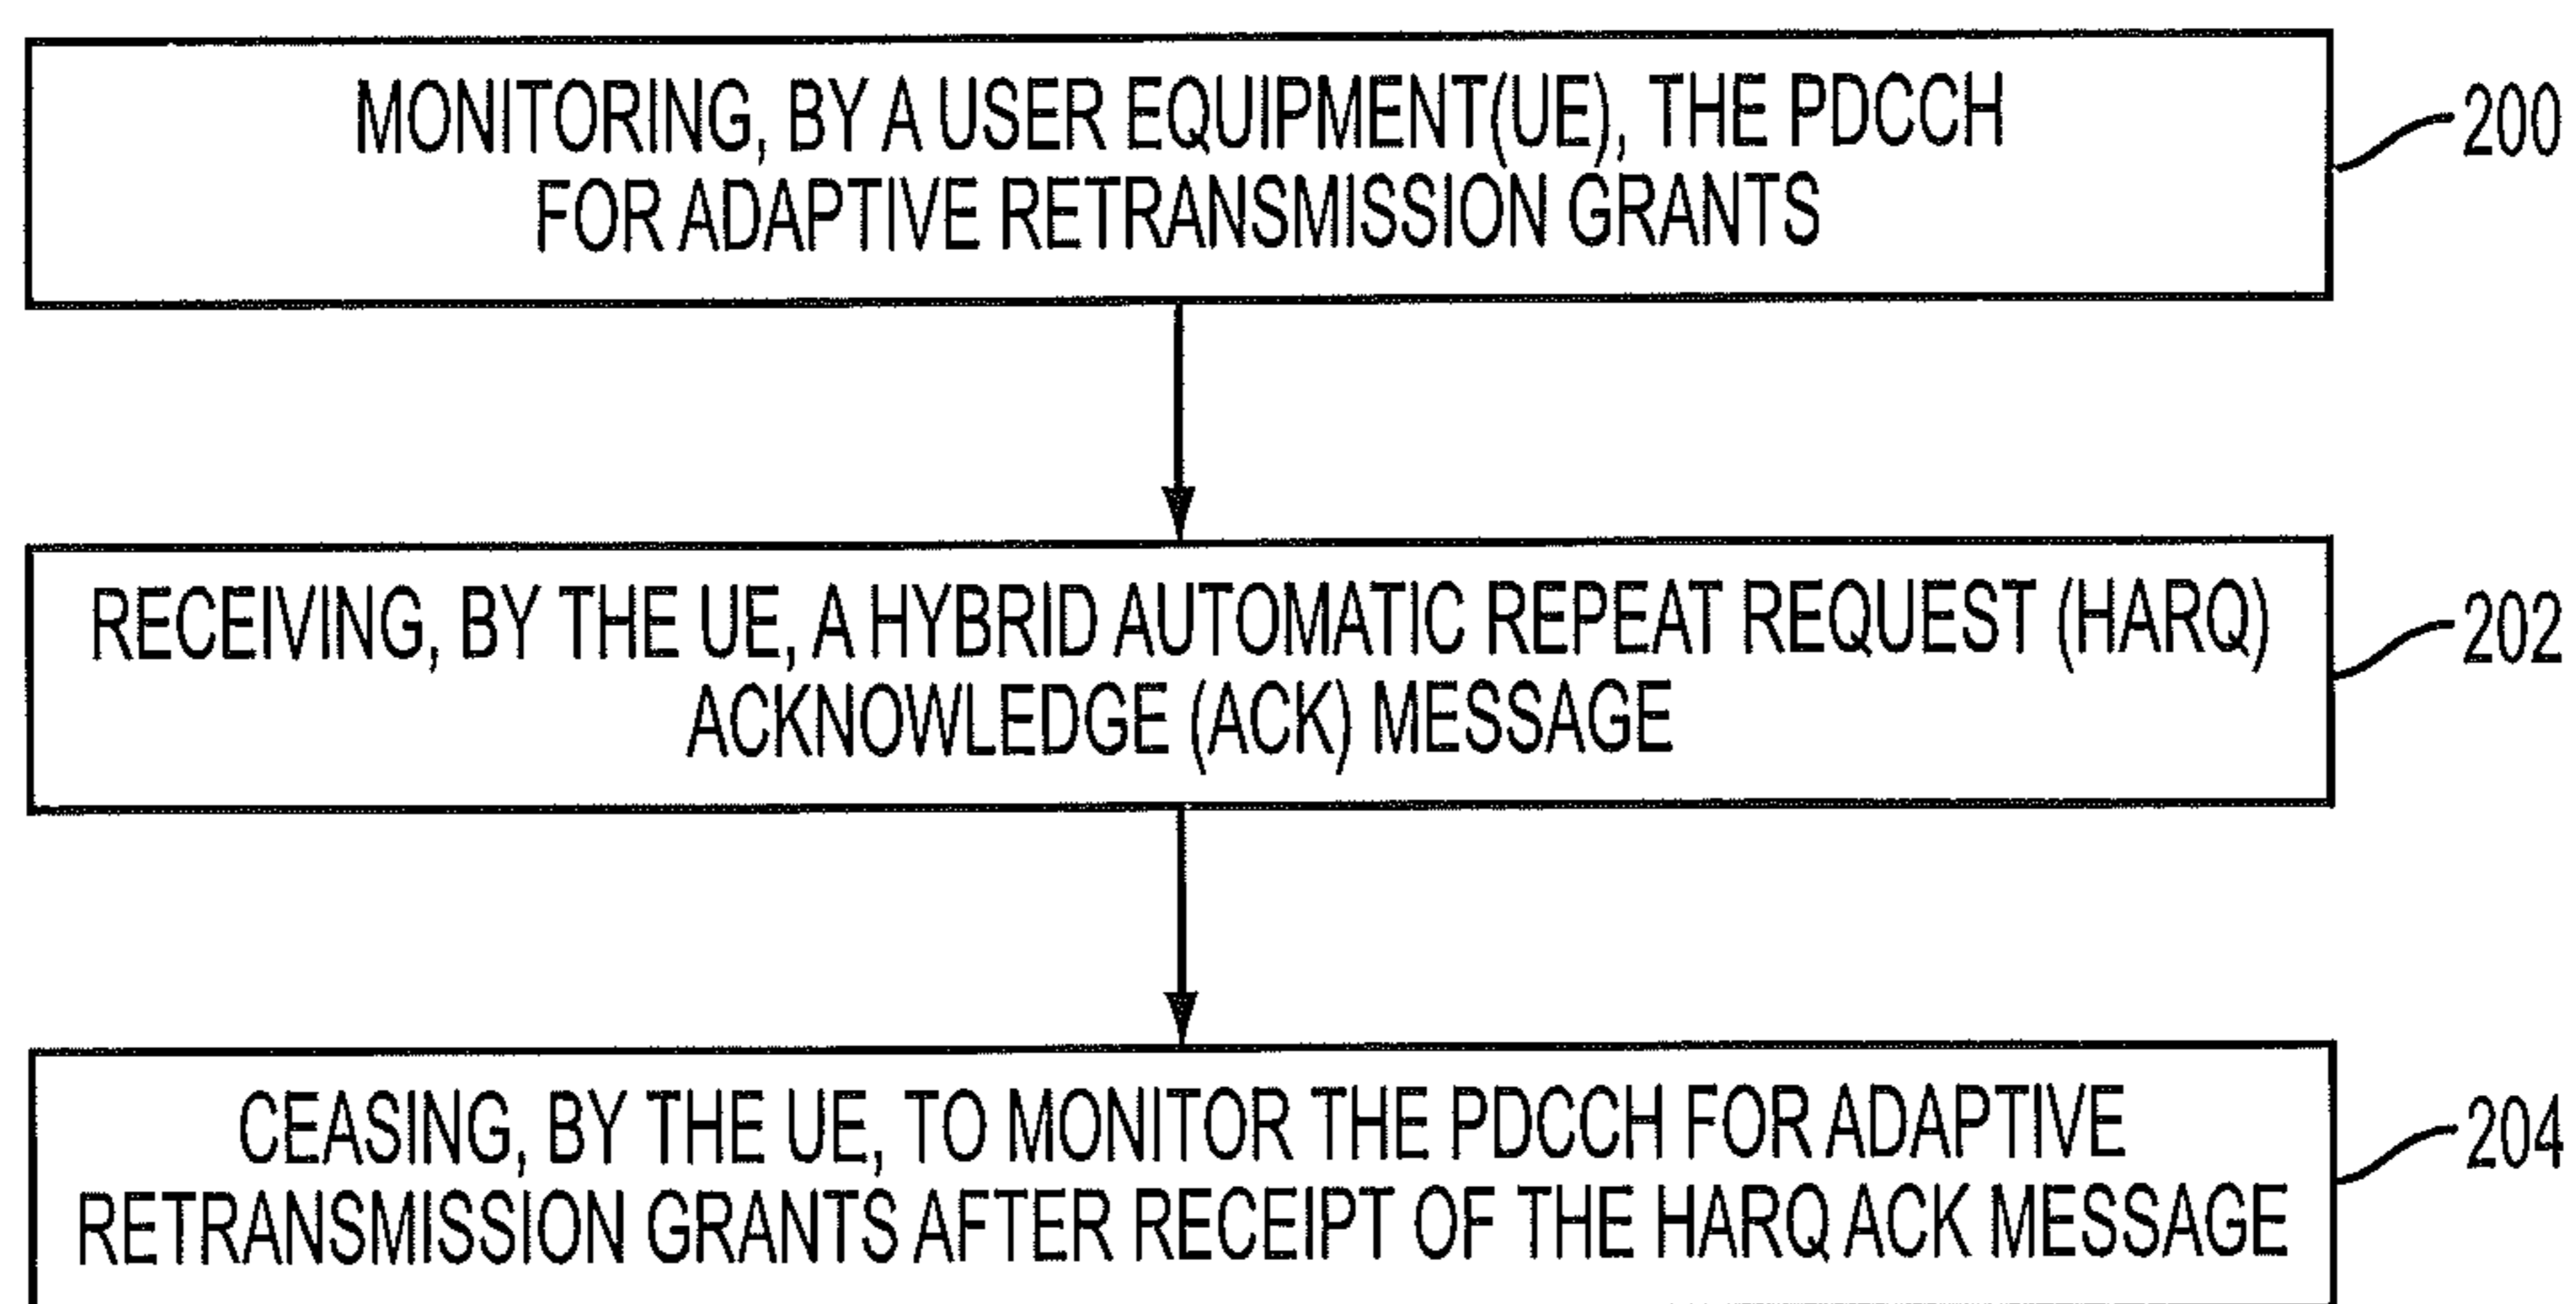 MONITORING, BY A USER EQUIPMENT(UE), THE PDCCH
FOR ADAPTIVE RETRANSMISSION GRANTS
200
RECEIVING, BY THE UE, A HYBRID AUTOMATIC REPEAT REQUEST (HARQ)
ACKNOWLEDGE (ACK) MESSAGE
202
CEASING, BY THE UE, TO MONITOR THE PDCCH FOR ADAPTIVE
RETRANSMISSION GRANTS AFTER RECEIPT OF THE HARQ ACK MESSAGE
204